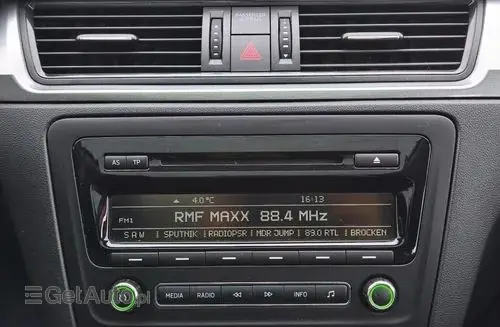 PASSENGER
AS TP
4.0°C 16:13
FM1 RMF MAXX 88.4 MHz
S A W | SPUTNIK | RADIOPSR | MDR JUMP | 89.0 RTL | BROCKEN
MEDIA RADIO INFO
GetAuto.pl